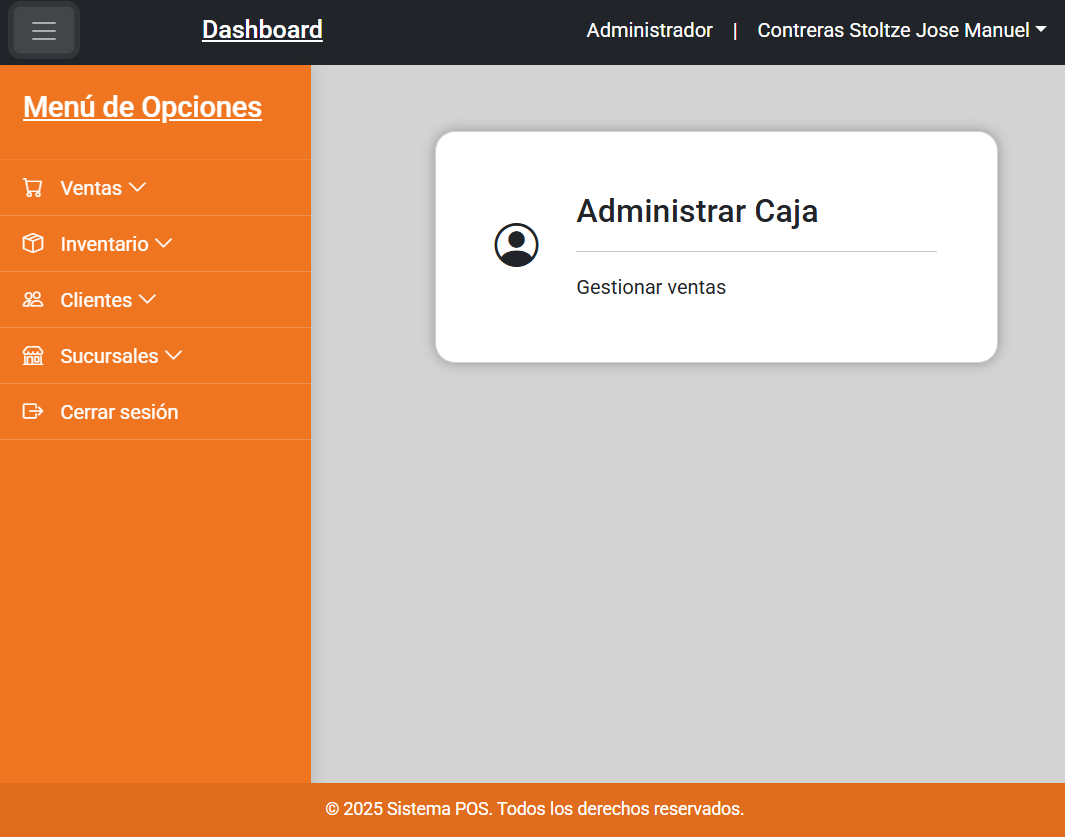 Dashboard
Administrador | Contreras Stoltze Jose Manuel
Menú de Opciones
Ventas
Inventario
Clientes
Sucursales
Cerrar sesión
Administrar Caja
Gestionar ventas
© 2025 Sistema POS. Todos los derechos reservados.